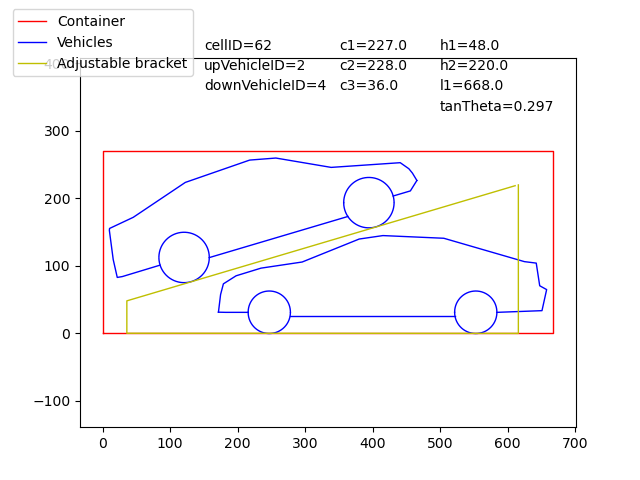 Container
Vehicles
Adjustable bracket
cellID=62 c1=227.0 h1=48.0
upVehicleID=2 c2=228.0 h2=220.0
downVehicleID=4 c3=36.0 l1=668.0
tanTheta=0.297
400
300
200
100
0
−100
0 100 200 300 400 500 600 700